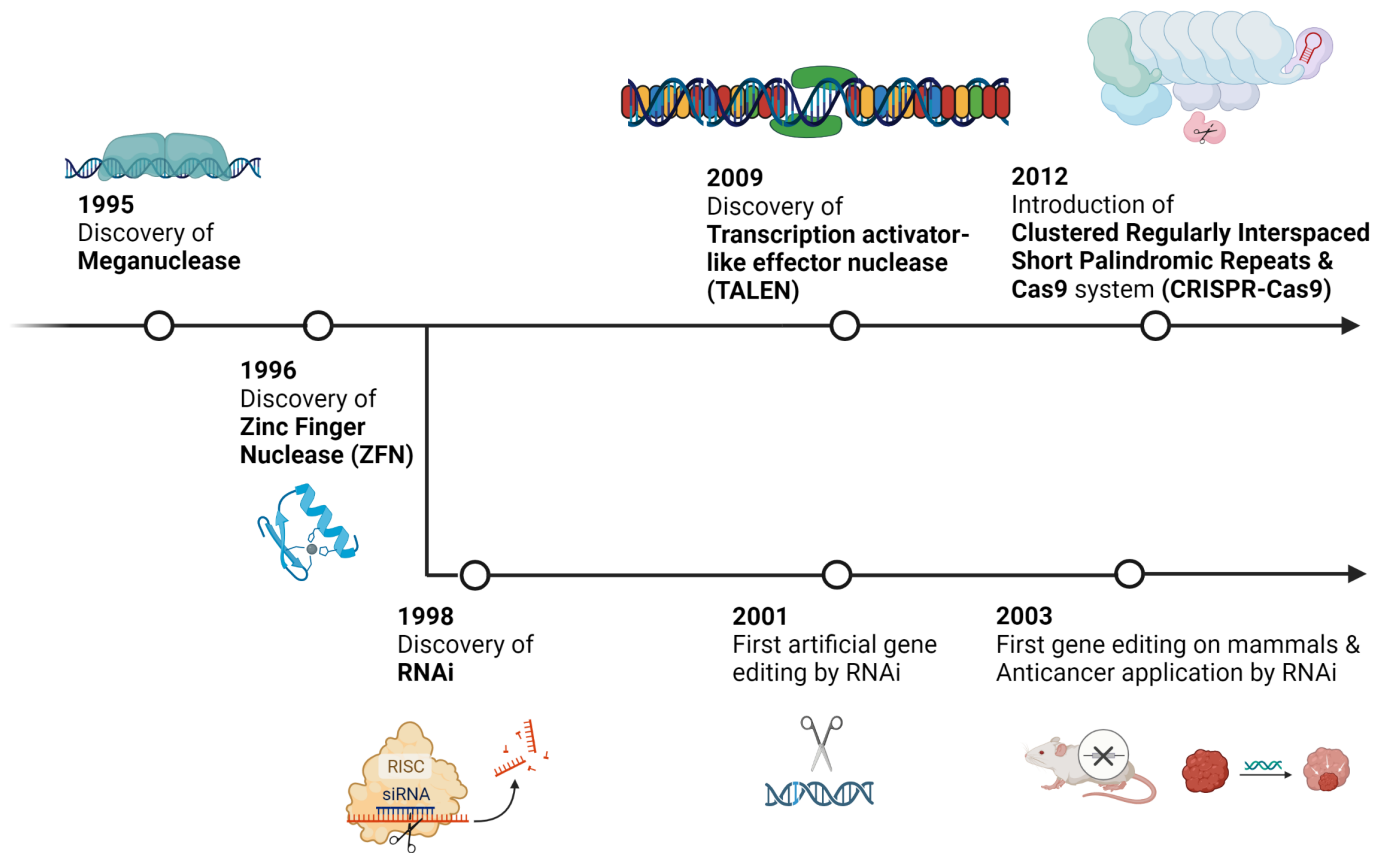 1995
Discovery of
Meganuclease
1996
Discovery of
Zinc Finger
Nuclease (ZFN)
2009
Discovery of
Transcription activator-
like effector nuclease
(TALEN)
2012
Introduction of
Clustered Regularly Interspaced
Short Palindromic Repeats &
Cas9 system (CRISPR-Cas9)
1998
Discovery of
RNAi
RISC
siRNA
2001
First artificial gene
editing by RNAi
2003
First gene editing on mammals &
Anticancer application by RNAi